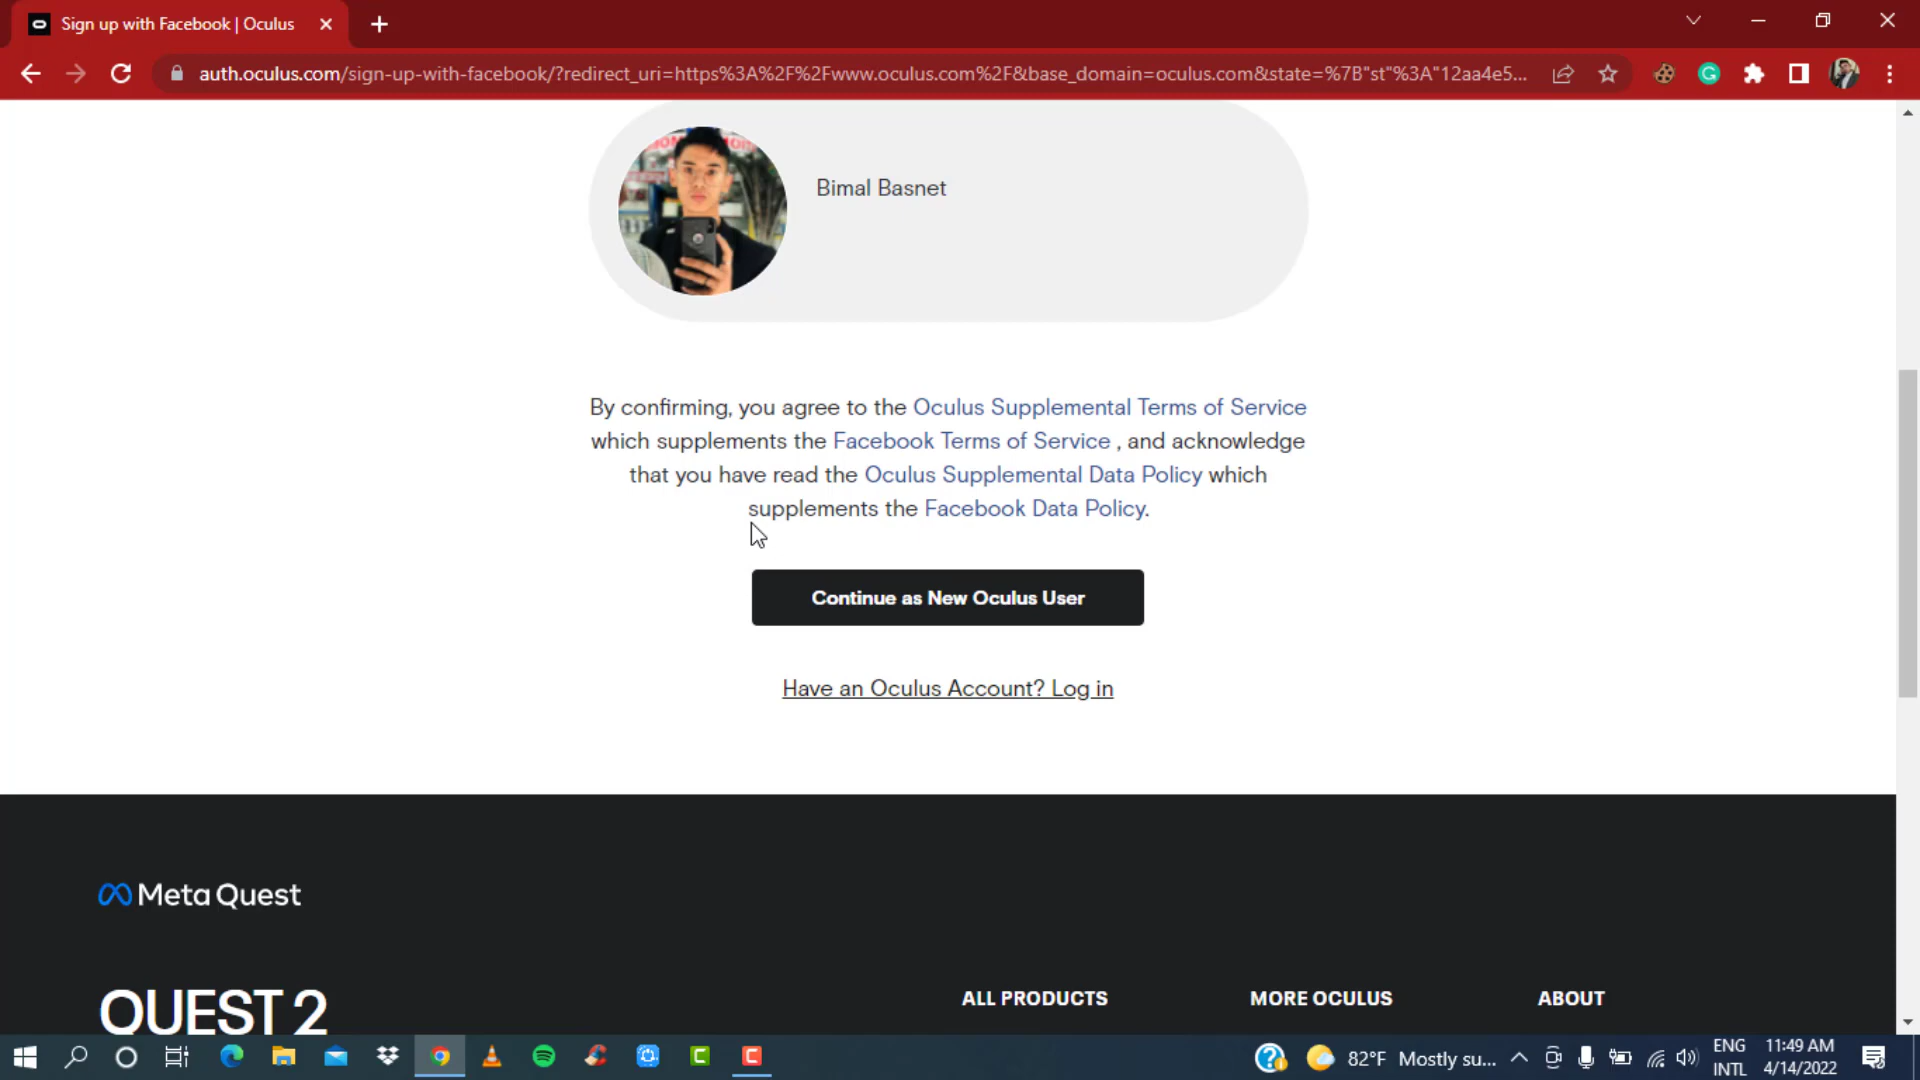 Sign up with Facebook | Oculus
auth.oculus.com/sign-up-with-facebook/?redirect_uri=https%3A%2F%2Fwww.oculus.com%2F&base_domain=oculus.com&state=%7B"st"%3A"12aa4e5...
Bimal Basnet
By confirming, you agree to the Oculus Supplemental Terms of Service
which supplements the Facebook Terms of Service , and acknowledge
that you have read the Oculus Supplemental Data Policy which
supplements the Facebook Data Policy.
Continue as New Oculus User
Have an Oculus Account? Log in
Meta Quest
QUEST 2
ALL PRODUCTS
MORE OCULUS
ABOUT
82°F Mostly su...
ENG
INTL
11:49 AM
4/14/2022